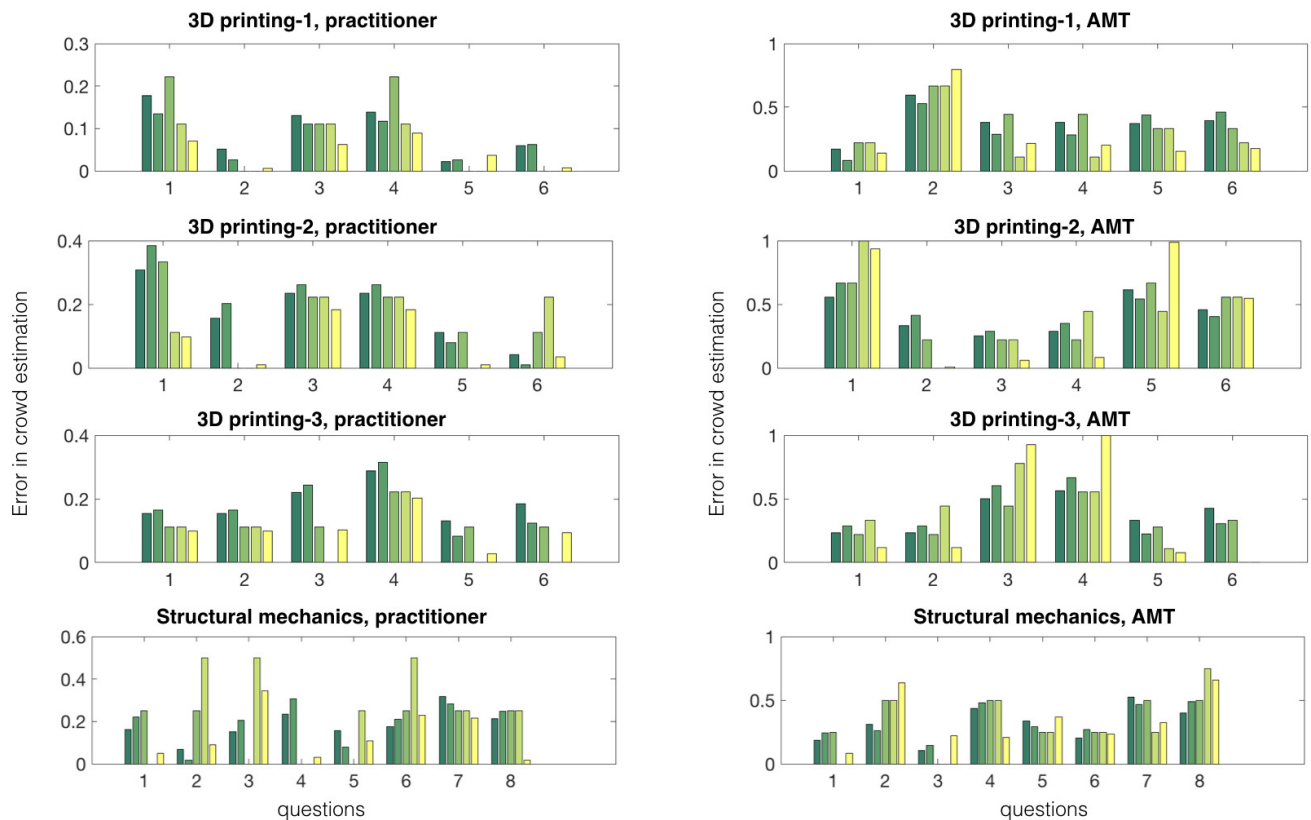 3D printing-1, practitioner
0.3
0.2
0.1
0
1 2 3 4 5 6
3D printing-2, practitioner
0.4
0.2
0
1 2 3 4 5 6
3D printing-3, practitioner
0.4
0.2
0
1 2 3 4 5 6
Structural mechanics, practitioner
0.6
0.4
0.2
0
1 2 3 4 5 6 7 8
questions
Error in crowd estimation
3D printing-1, AMT
1
0.5
0
1 2 3 4 5 6
3D printing-2, AMT
1
0.5
0
1 2 3 4 5 6
3D printing-3, AMT
1
0.5
0
1 2 3 4 5 6
Structural mechanics, AMT
1
0.5
0
1 2 3 4 5 6 7 8
questions
Error in crowd estimation